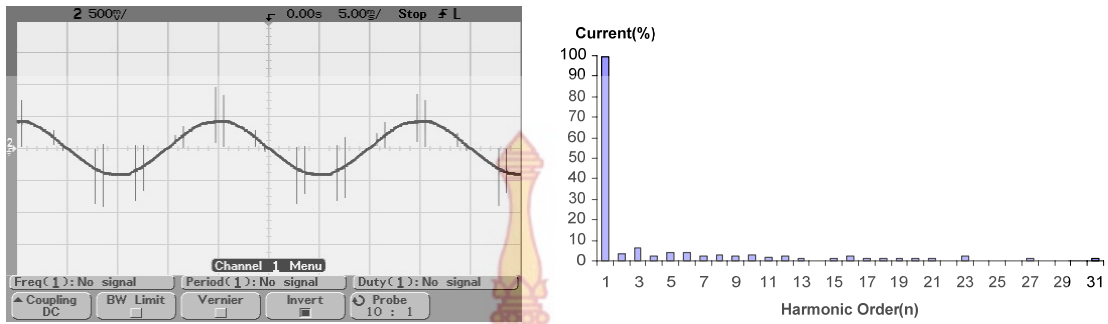 2 500▽/ 0.00s 5.00㎳/ Stop L
2
Channel 1 Menu
Freq(1):No signal Period(1):No signal Duty(1):No signal
Coupling
DC
BW Limit
Vernier
Invert
Probe
10 : 1
Current(%)
100
90
80
70
60
50
40
30
20
10
0
1 3 5 7 9 11 13 15 17 19 21 23 25 27 29 31
Harmonic Order(n)